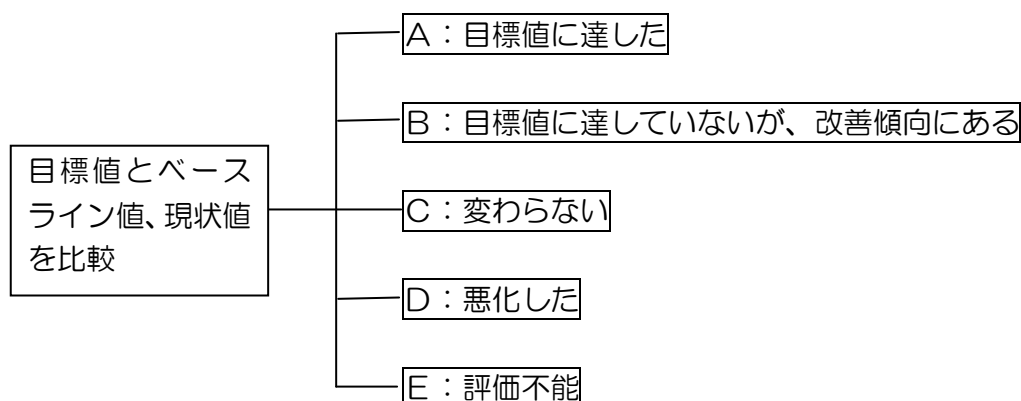 A：目標値に達した
B：目標値に達していないが、改善傾向にある
目標値とベース
ライン値、現状値
を比較
C：変わらない
D：悪化した
E：評価不能